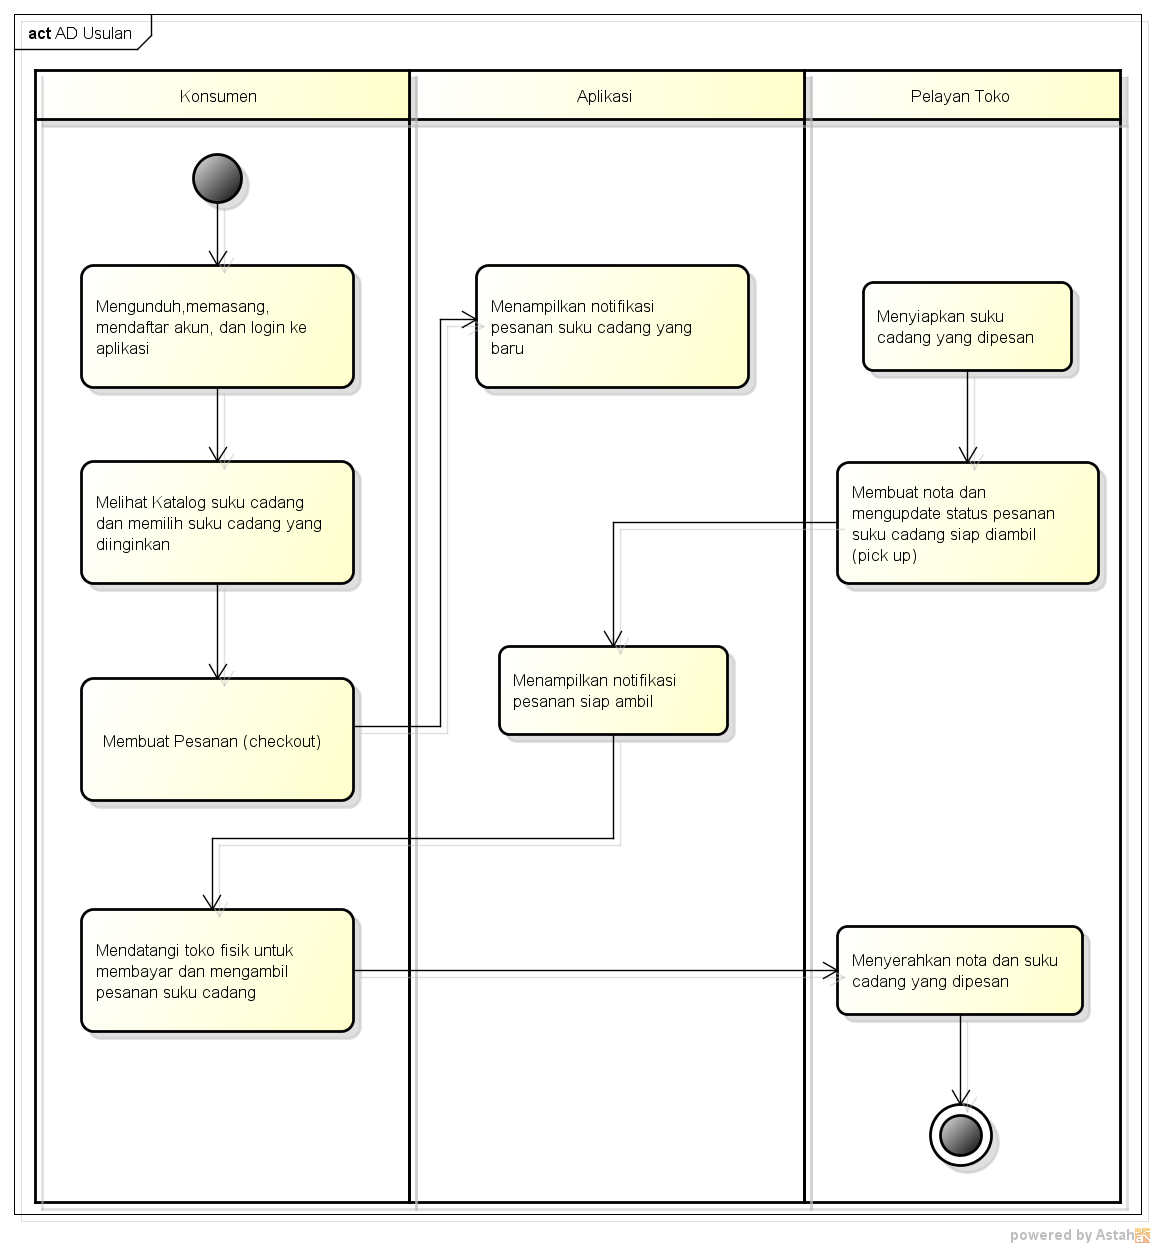 act AD Usulan
Konsumen
Aplikasi
Pelayan Toko
Mengunduh,memasang,
mendaftar akun, dan login ke
aplikasi
Menampilkan notifikasi
pesanan suku cadang yang
baru
Menyiapkan suku
cadang yang dipesan
Melihat Katalog suku cadang
dan memilih suku cadang yang
diinginkan
Membuat nota dan
mengupdate status pesanan
suku cadang siap diambil
(pick up)
Menampilkan notifikasi
pesanan siap ambil
Membuat Pesanan (checkout)
Mendatangi toko fisik untuk
membayar dan mengambil
pesanan suku cadang
Menyerahkan nota dan suku
cadang yang dipesan
powered by Astah